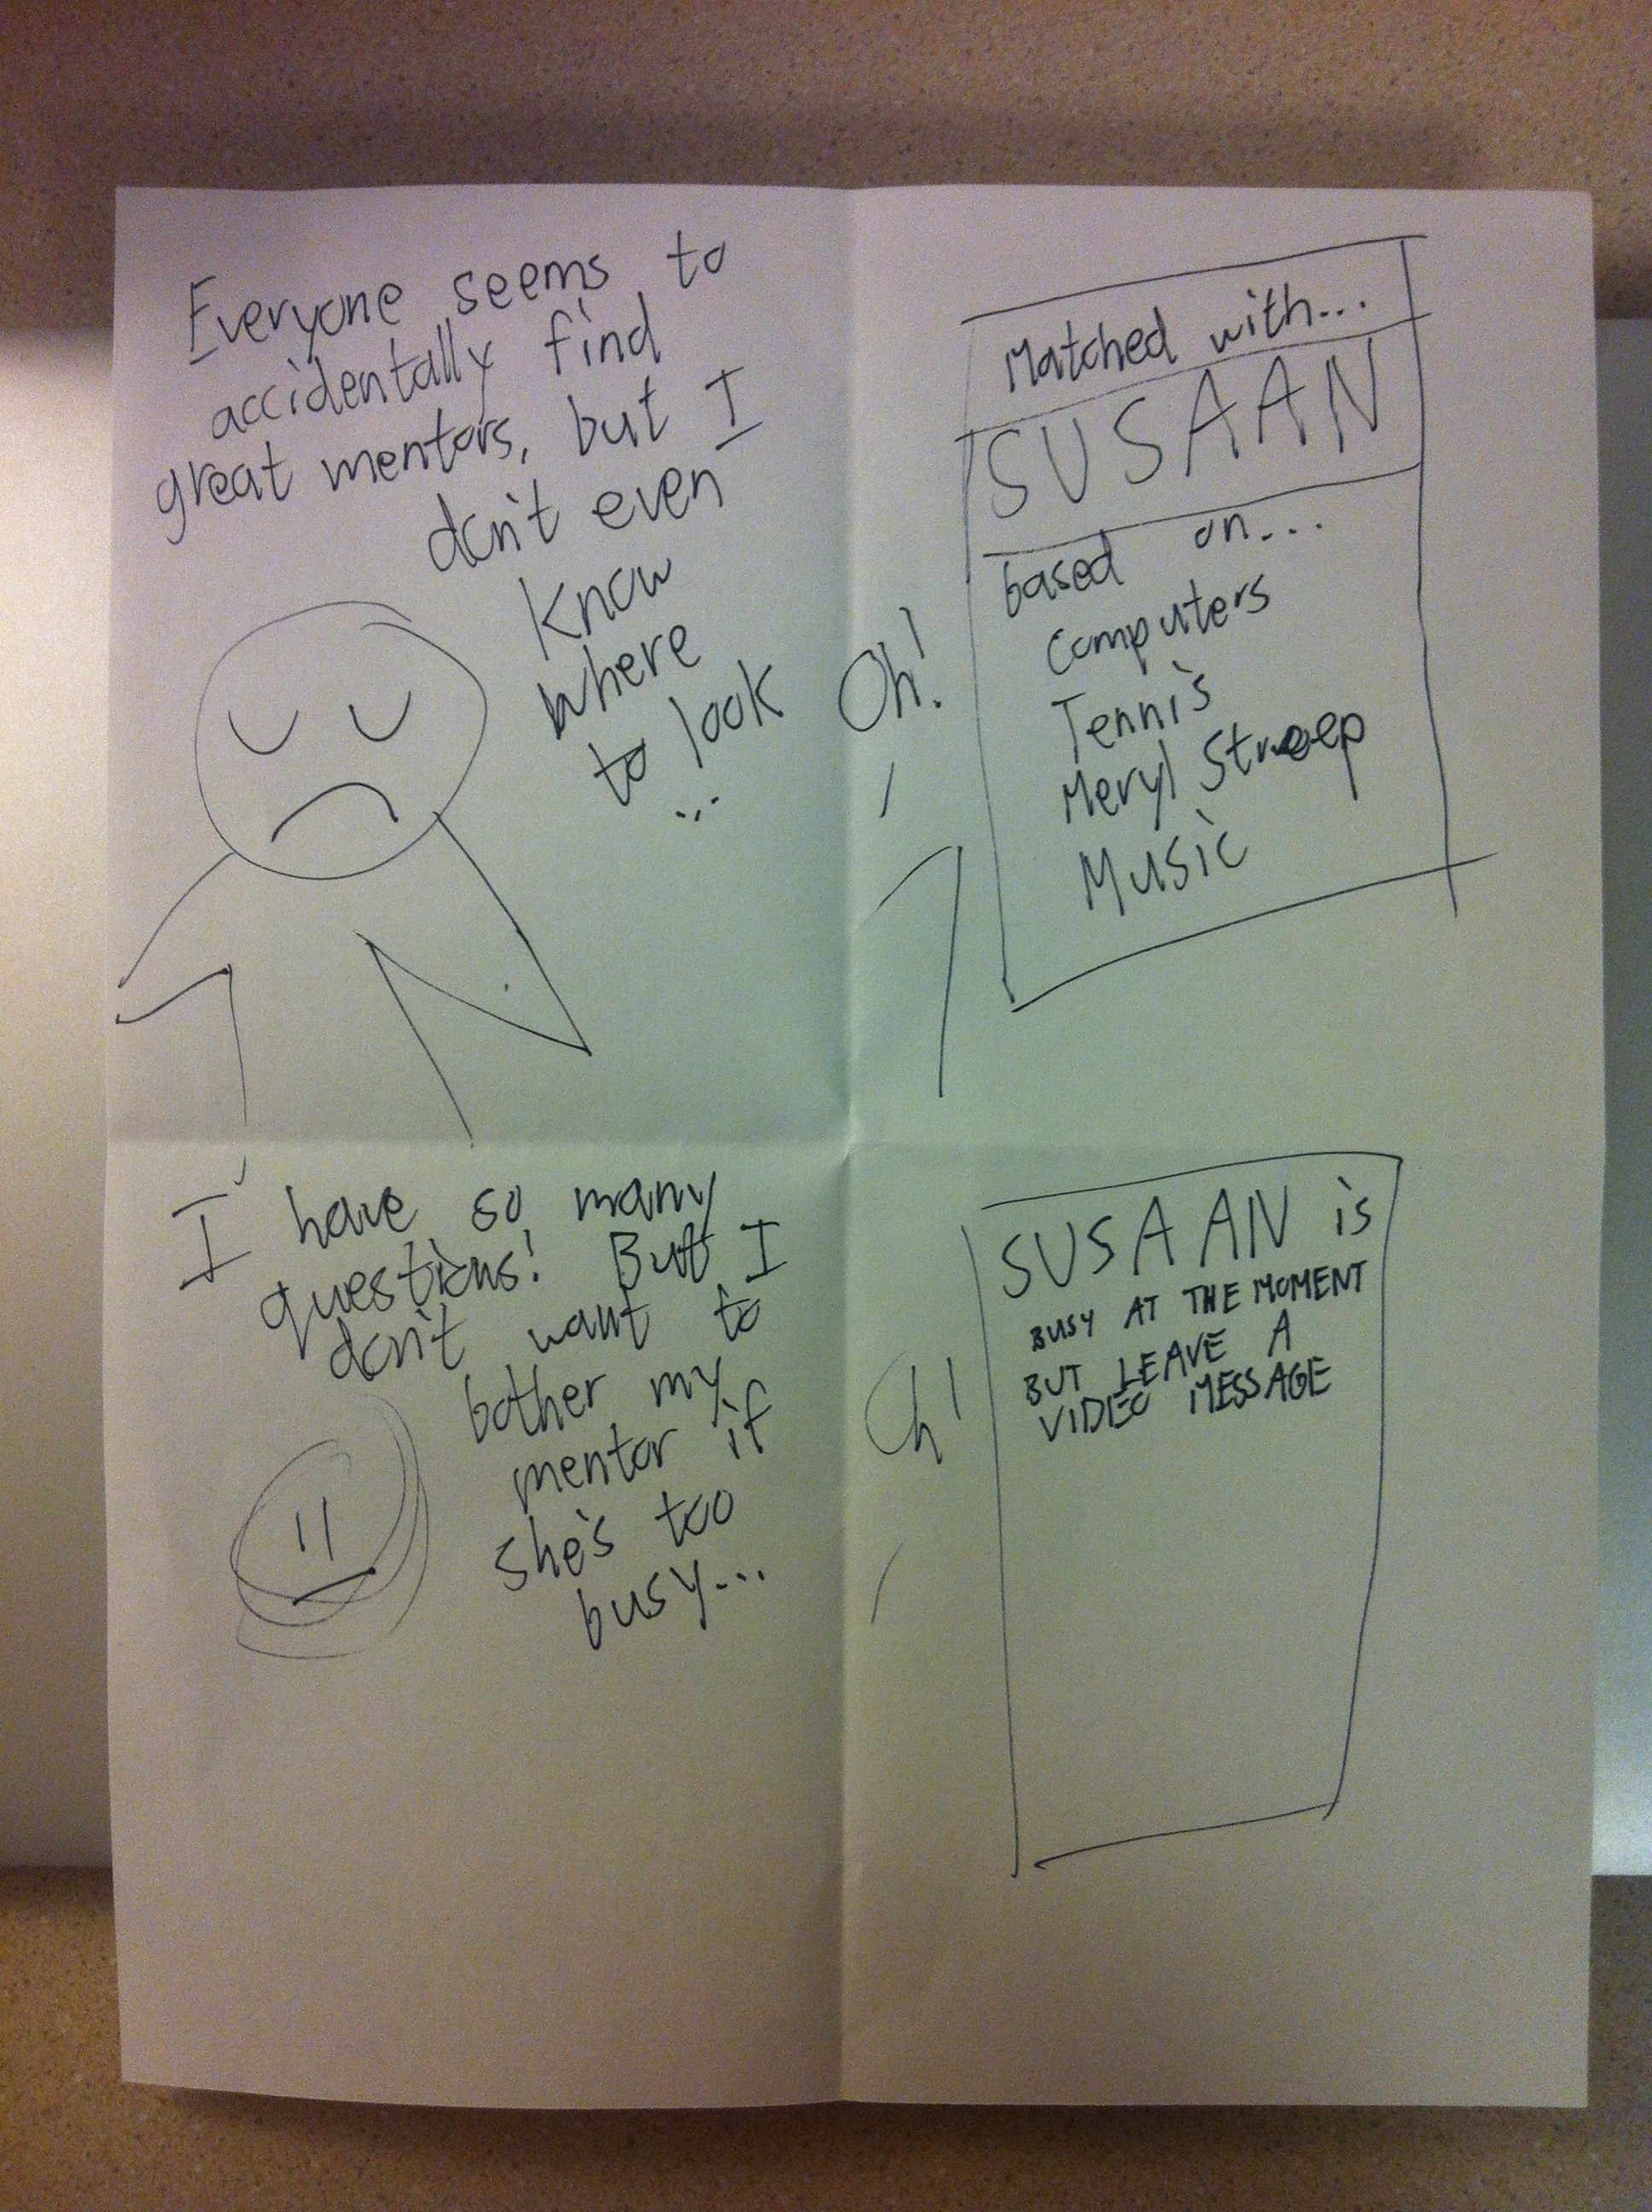 Everyone seems to
accidentally find
great mentors, but I
don't even
know
where
to look
...
Oh!
Matched with...
SUSAAN
based on...
Computers
Tennis
Meryl Streep
Music
I have so many
questions! But I
don't want to
bother my
mentor if
she's too
busy...
Oh!
SUSAAN is
BUSY AT THE MOMENT
BUT LEAVE A
VIDEO MESSAGE